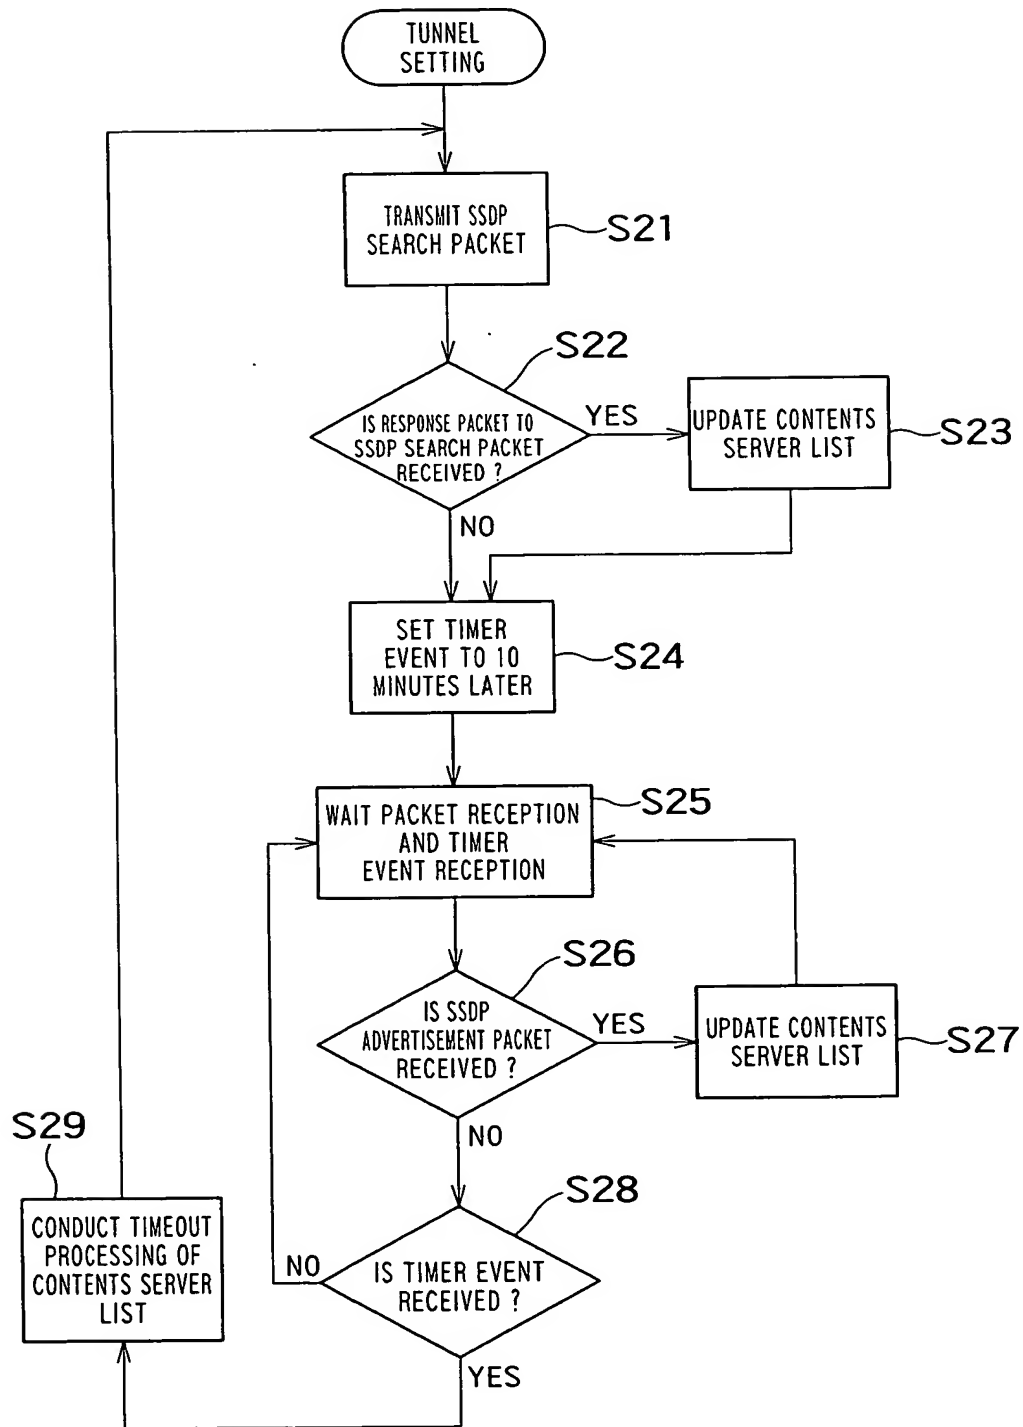 TUNNEL
SETTING
TRANSMIT SSDP
SEARCH PACKET
S21
S22
IS RESPONSE PACKET TO
SSDP SEARCH PACKET
RECEIVED ?
YES
UPDATE CONTENTS
SERVER LIST
S23
NO
SET TIMER
EVENT TO 10
MINUTES LATER
S24
WAIT PACKET RECEPTION
AND TIMER
EVENT RECEPTION
S25
S26
IS SSDP
ADVERTISEMENT PACKET
RECEIVED ?
YES
UPDATE CONTENTS
SERVER LIST
S27
NO
S28
IS TIMER EVENT
RECEIVED ?
NO
YES
S29
CONDUCT TIMEOUT
PROCESSING OF
CONTENTS SERVER
LIST